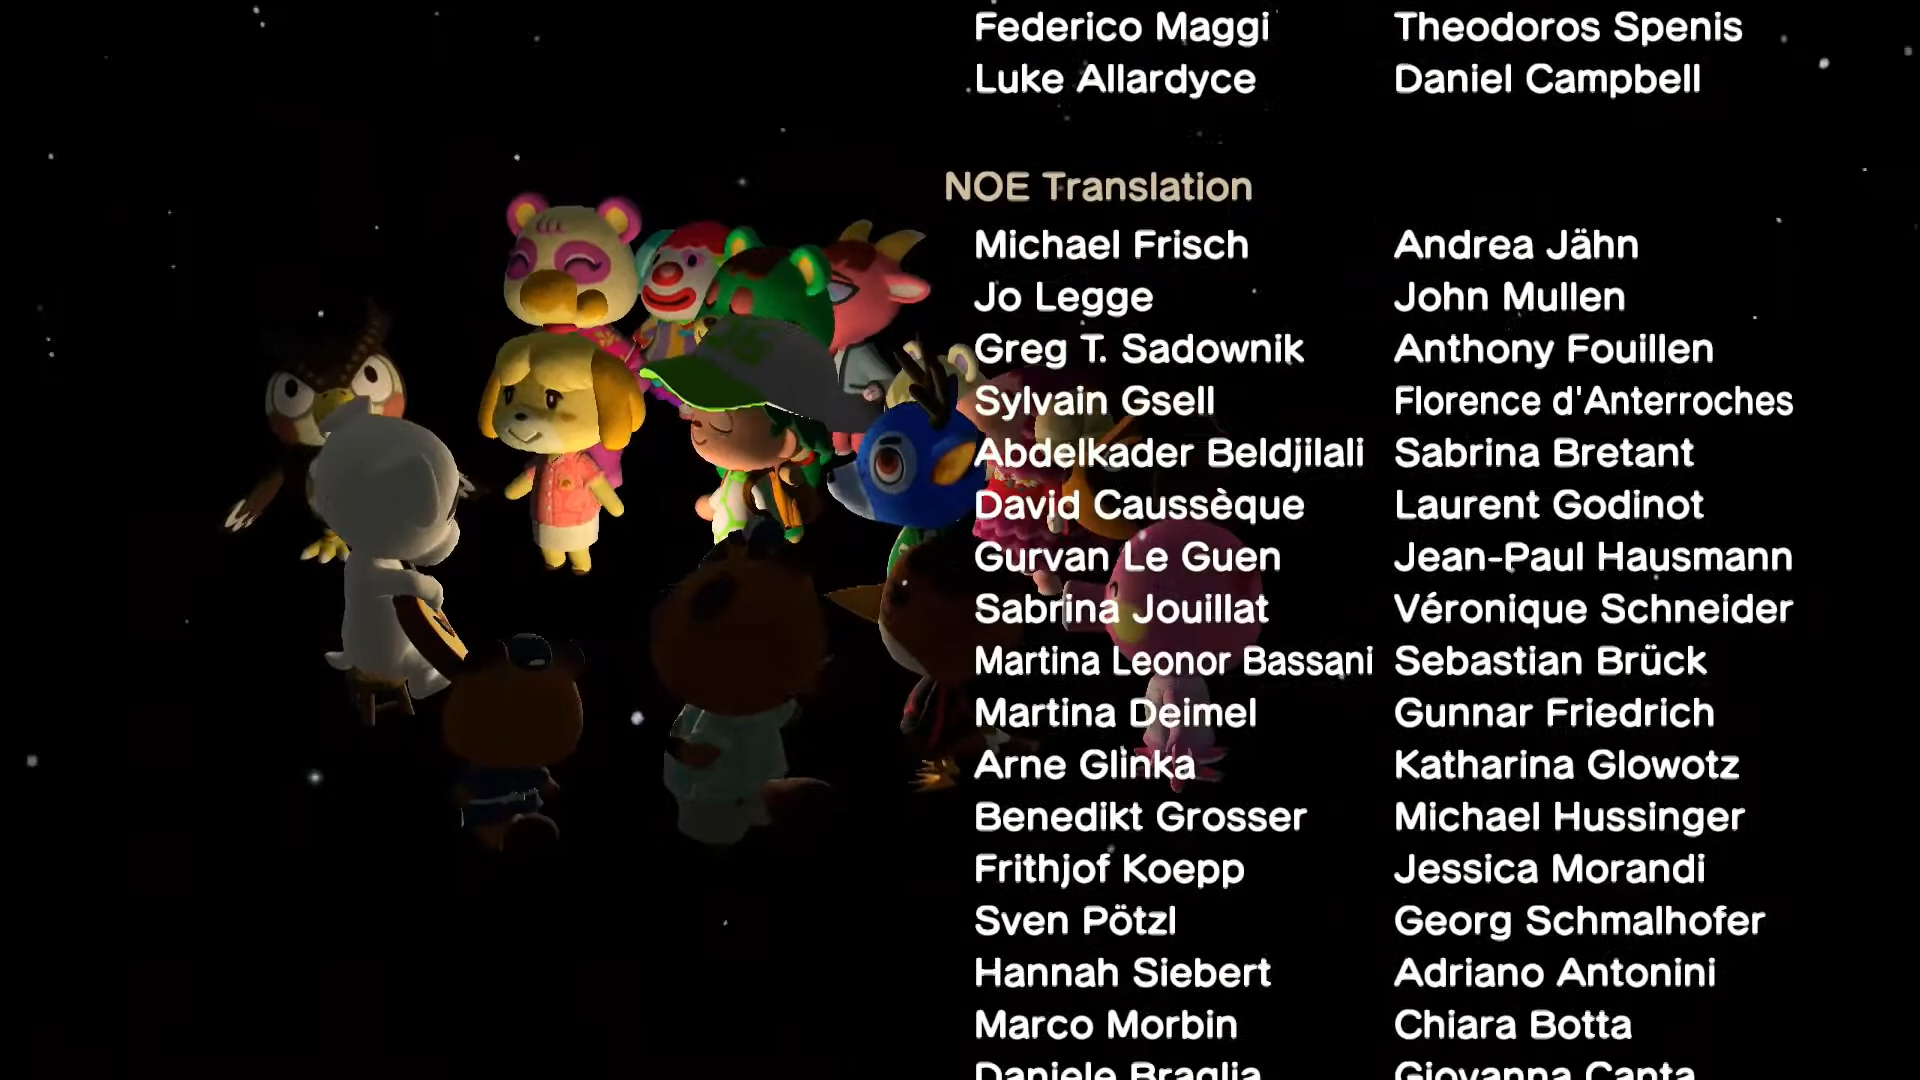 Federico Maggi Theodoros Spenis
Luke Allardyce Daniel Campbell
NOE Translation
Michael Frisch Andrea Jähn
Jo Legge John Mullen
Greg T. Sadownik Anthony Fouillen
Sylvain Gsell Florence d'Anterroches
Abdelkader Beldjilali Sabrina Bretant
David Caussèque Laurent Godinot
Gurvan Le Guen Jean-Paul Hausmann
Sabrina Jouillat Véronique Schneider
Martina Leonor Bassani Sebastian Brück
Martina Deimel Gunnar Friedrich
Arne Glinka Katharina Glowotz
Benedikt Grosser Michael Hussinger
Frithjof Koepp Jessica Morandi
Sven Pötzl Georg Schmalhofer
Hannah Siebert Adriano Antonini
Marco Morbin Chiara Botta
Daniele Braglia Giovanna Canta